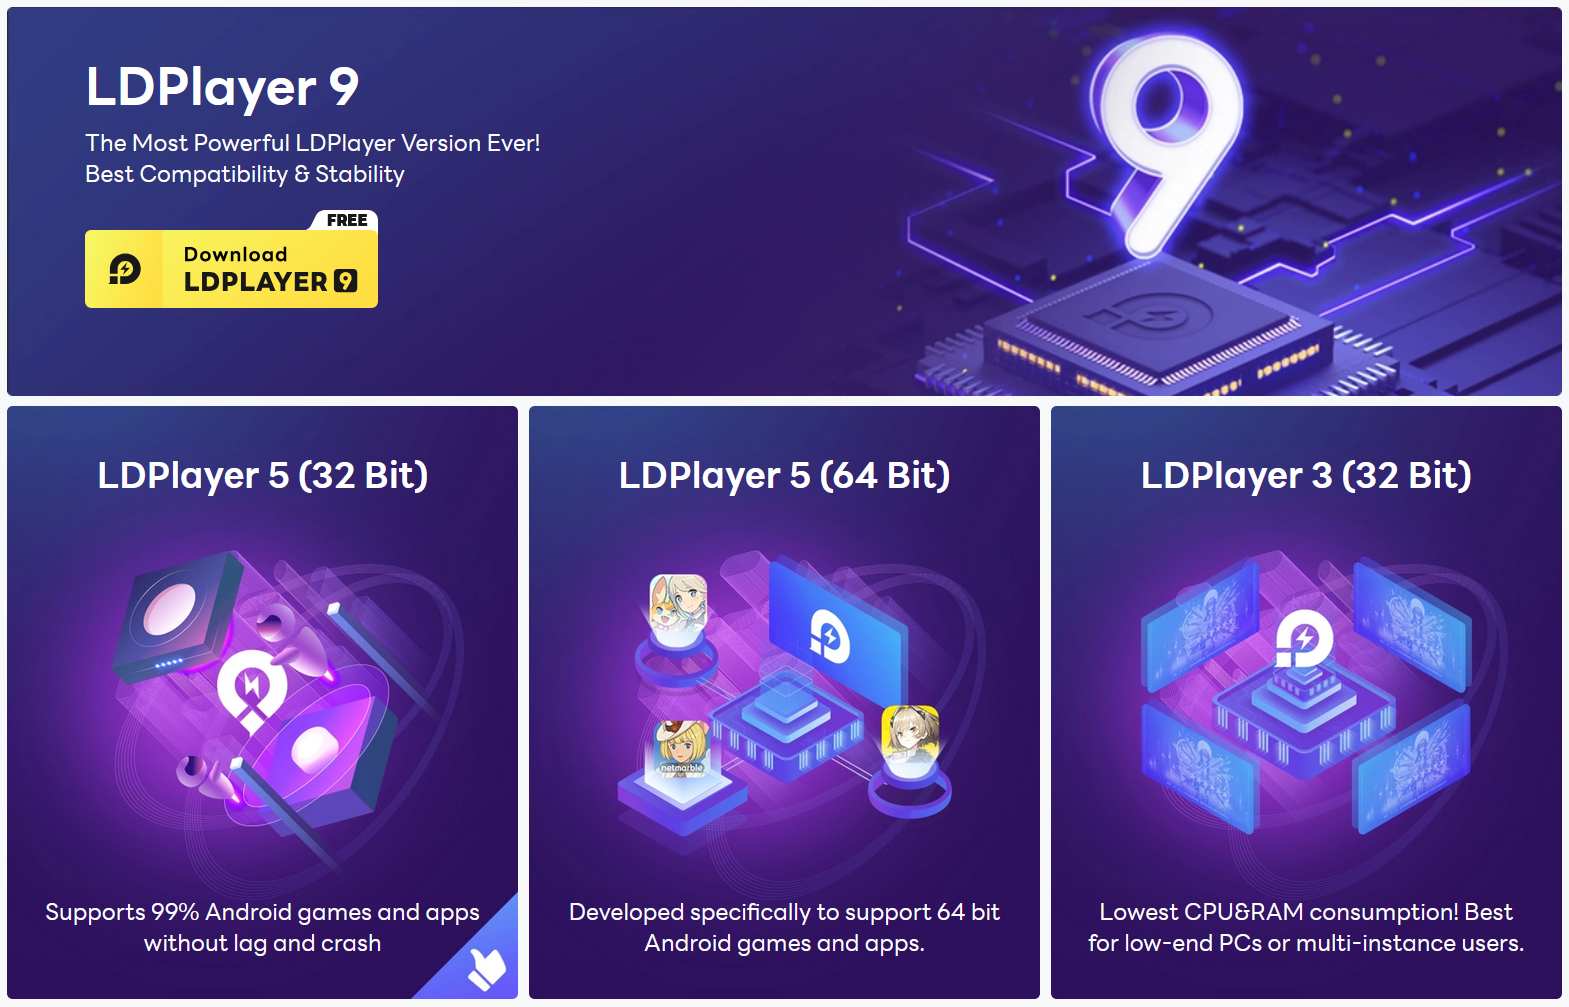 LDPlayer 9
The Most Powerful LDPlayer Version Ever!
Best Compatibility & Stability
FREE
Download
LDPLAYER 9
9
LDPlayer 5 (32 Bit)
Supports 99% Android games and apps
without lag and crash
LDPlayer 5 (64 Bit)
netmarble
Developed specifically to support 64 bit
Android games and apps.
LDPlayer 3 (32 Bit)
Lowest CPU&RAM consumption! Best
for low-end PCs or multi-instance users.